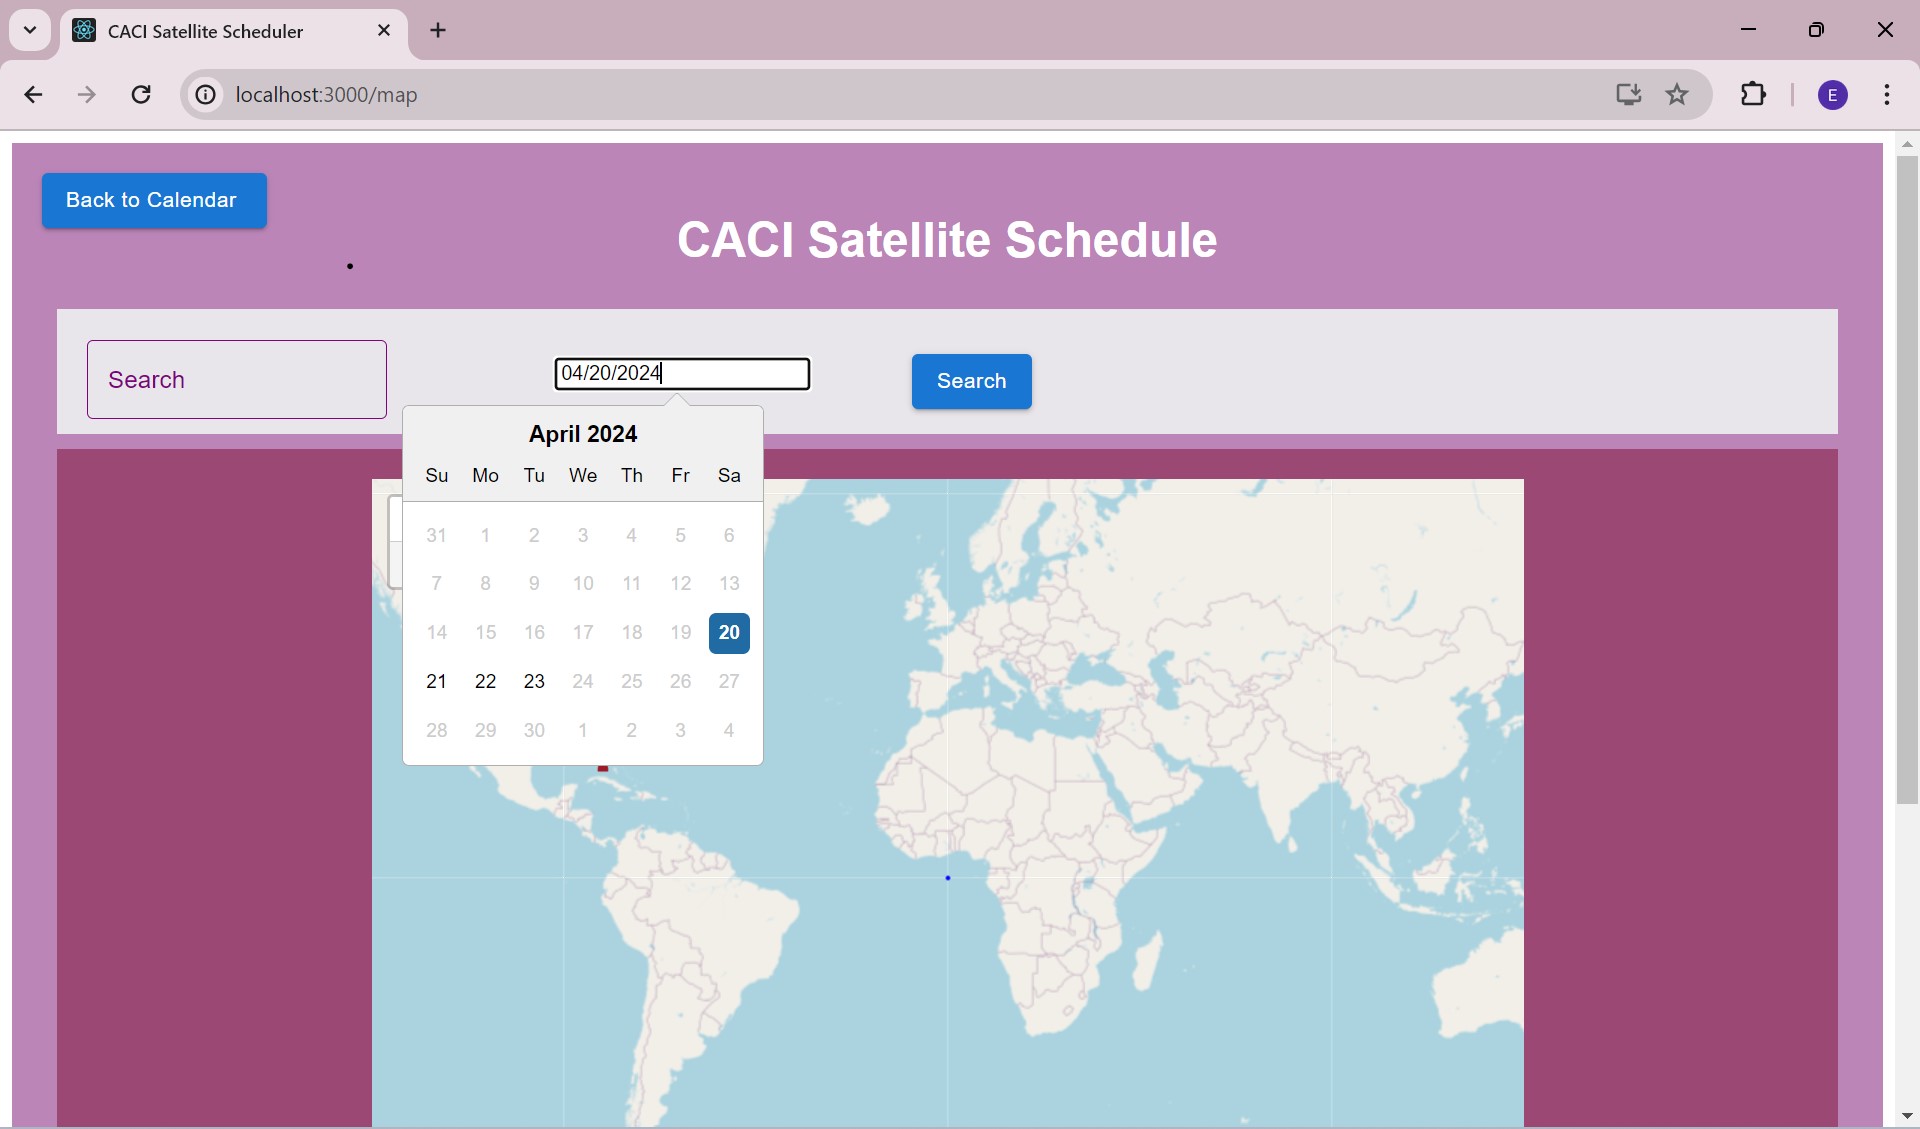 CACI Satellite Scheduler
localhost:3000/map
E
Back to Calendar
CACI Satellite Schedule
Search
04/20/2024
Search
April 2024
Su Mo Tu We Th Fr Sa
31 1 2 3 4 5 6
7 8 9 10 11 12 13
14 15 16 17 18 19 20
21 22 23 24 25 26 27
28 29 30 1 2 3 4